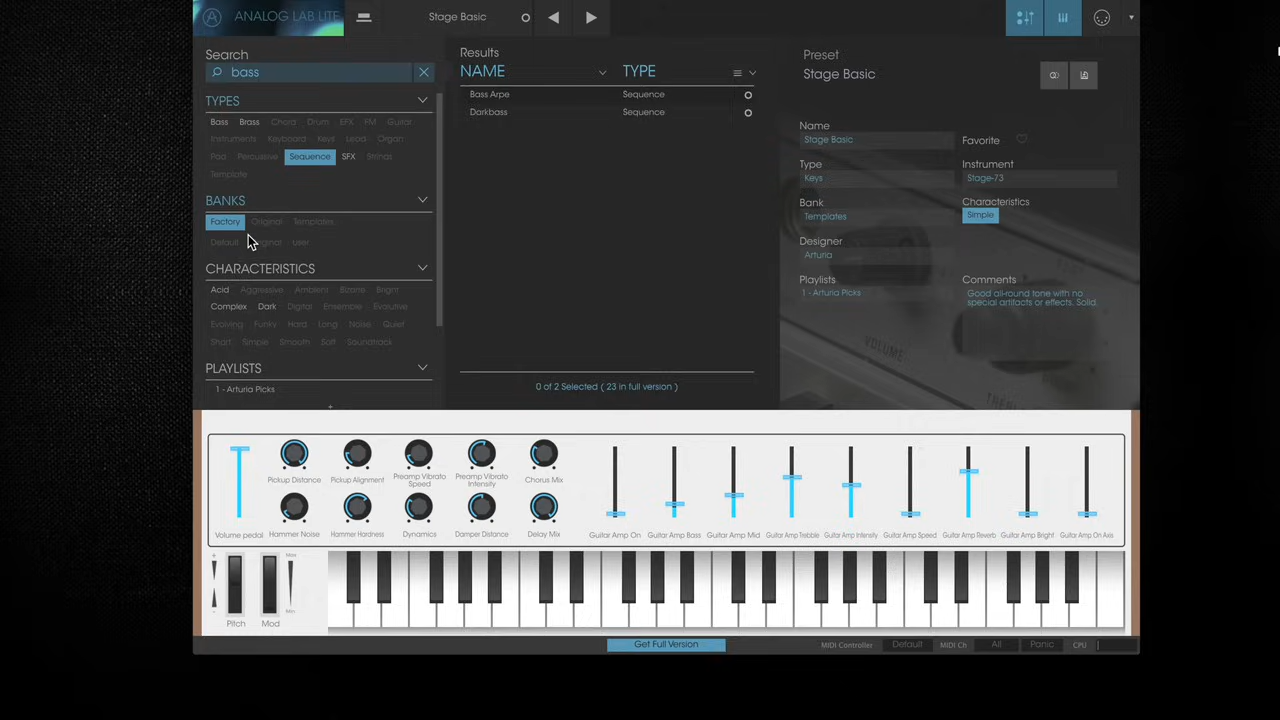 ANALOG LAB LITE
Stage Basic
Search
bass
TYPES
Bass Brass Choral Drum EFX FM Guitar
Instruments Keyboard Keys Lead Organ
Pad Percussive Sequence SFX Strings
Template
BANKS
Factory Original Templates
Default user
CHARACTERISTICS
Acid Aggressive Ambient Bizarre Bright
Complex Dark Digital Ensemble Evolutive
Evolving Funky Hard Long Noise Quiet
Short Simple Smooth Soft Soundtrack
PLAYLISTS
1 - Arturia Picks
+
Results
NAME TYPE
Bass Arpe Sequence
Darkbass Sequence
0 of 2 Selected ( 23 in full version )
Preset
Stage Basic
Name
Stage Basic
Favorite
Type
Keys
Instrument
Stage-73
Bank
Templates
Characteristics
Simple
Designer
Arturia
Playlists
1 - Arturia Picks
Comments
Good all-round tone with no
special artifacts or effects. Solid.
VOLUME
Volume pedal
Pickup Distance
Pickup Alignment
Preamp Vibrato
Speed
Preamp Vibrato
Intensity
Chorus Mix
Hammer Noise
Hammer Hardness
Dynamics
Damper Distance
Delay Mix
Guitar Amp On
Guitar Amp Bass
Guitar Amp Mid
Guitar Amp Trebble
Guitar Amp Intensity
Guitar Amp Speed
Guitar Amp Reverb
Guitar Amp Bright
Guitar Amp On Axis
+
-
Pitch
Max
Min
Mod
Get Full Version
MIDI Controller Default MIDI Ch All Panic CPU